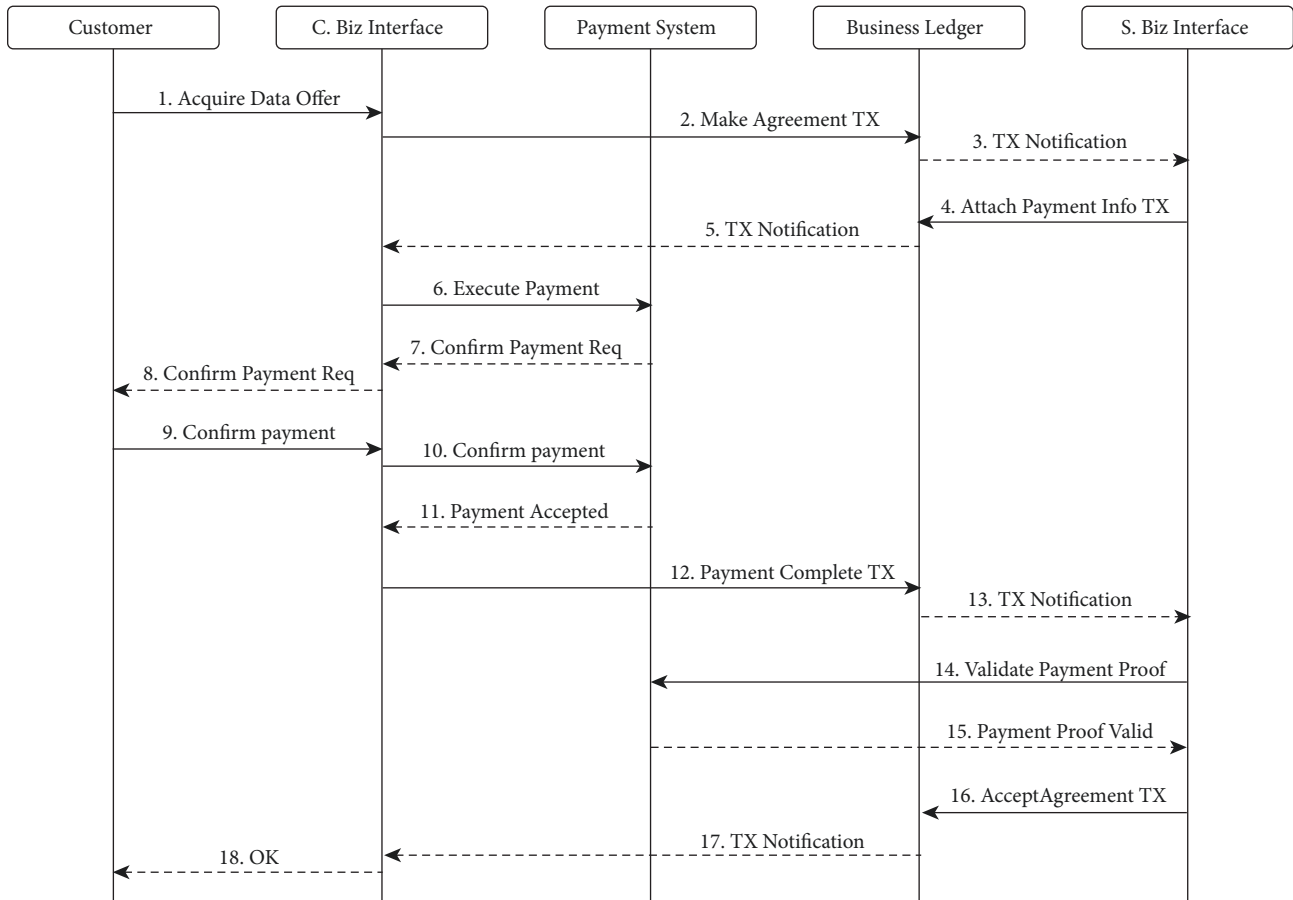 Customer
C. Biz Interface
Payment System
Business Ledger
S. Biz Interface
1. Acquire Data Offer
2. Make Agreement TX
3. TX Notification
4. Attach Payment Info TX
5. TX Notification
6. Execute Payment
7. Confirm Payment Req
8. Confirm Payment Req
9. Confirm payment
10. Confirm payment
11. Payment Accepted
12. Payment Complete TX
13. TX Notification
14. Validate Payment Proof
15. Payment Proof Valid
16. AcceptAgreement TX
17. TX Notification
18. OK